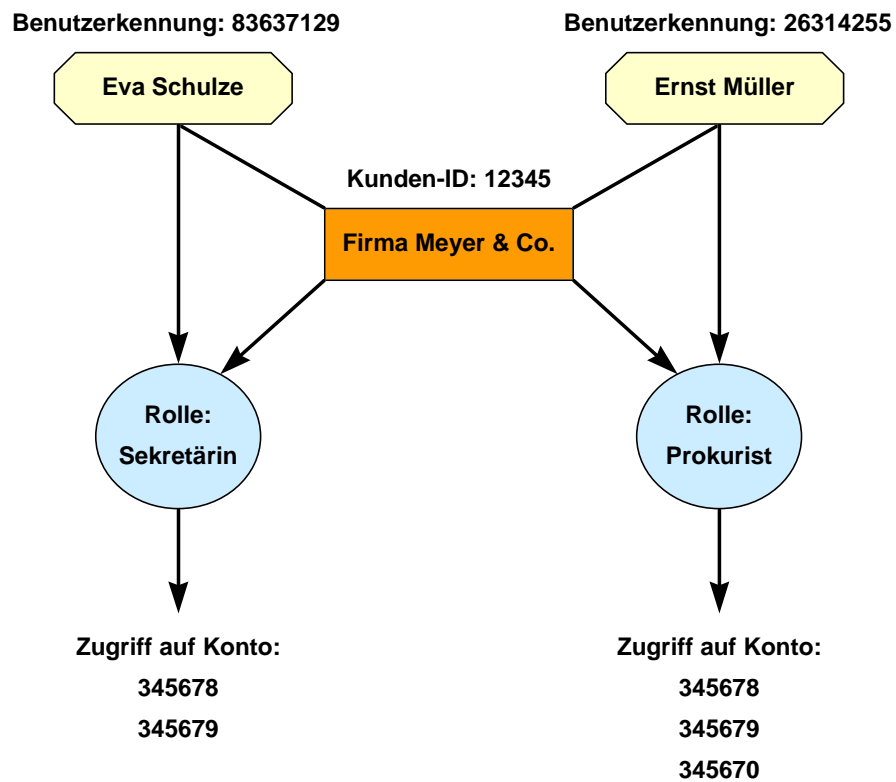 Benutzerkennung: 83637129
Benutzerkennung: 26314255
Eva Schulze
Ernst Müller
Kunden-ID: 12345
Firma Meyer & Co.
Rolle:
Sekretärin
Rolle:
Prokurist
Zugriff auf Konto:
345678
345679
Zugriff auf Konto:
345678
345679
345670